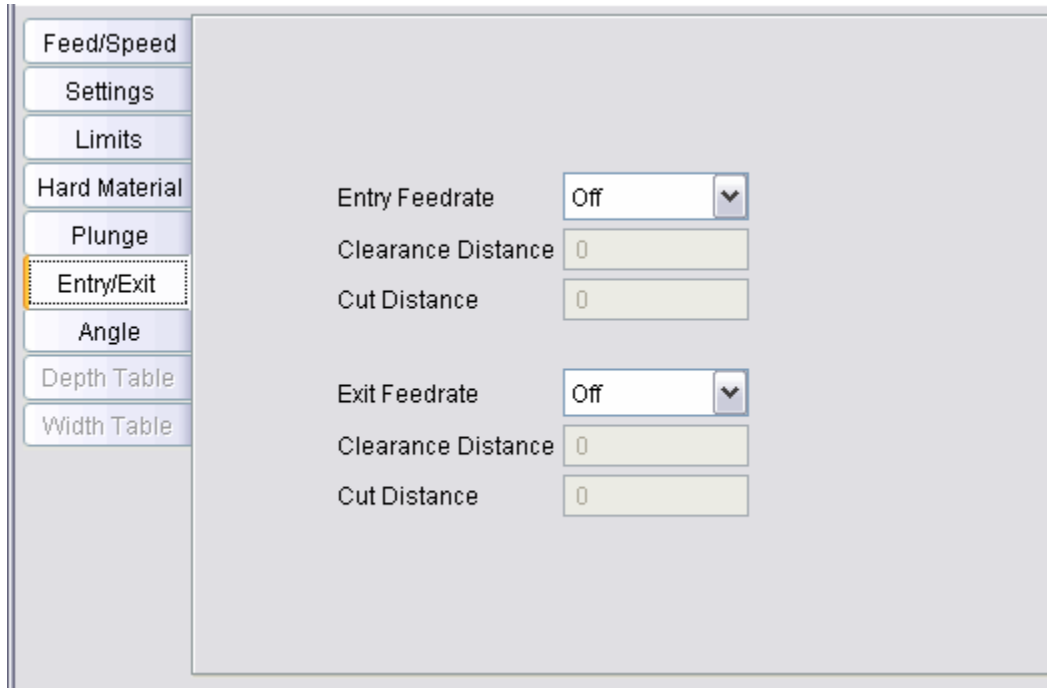 Feed/Speed
Settings
Limits
Hard Material
Plunge
Entry/Exit
Angle
Depth Table
Width Table
Entry Feedrate Off
Clearance Distance 0
Cut Distance 0
Exit Feedrate Off
Clearance Distance 0
Cut Distance 0